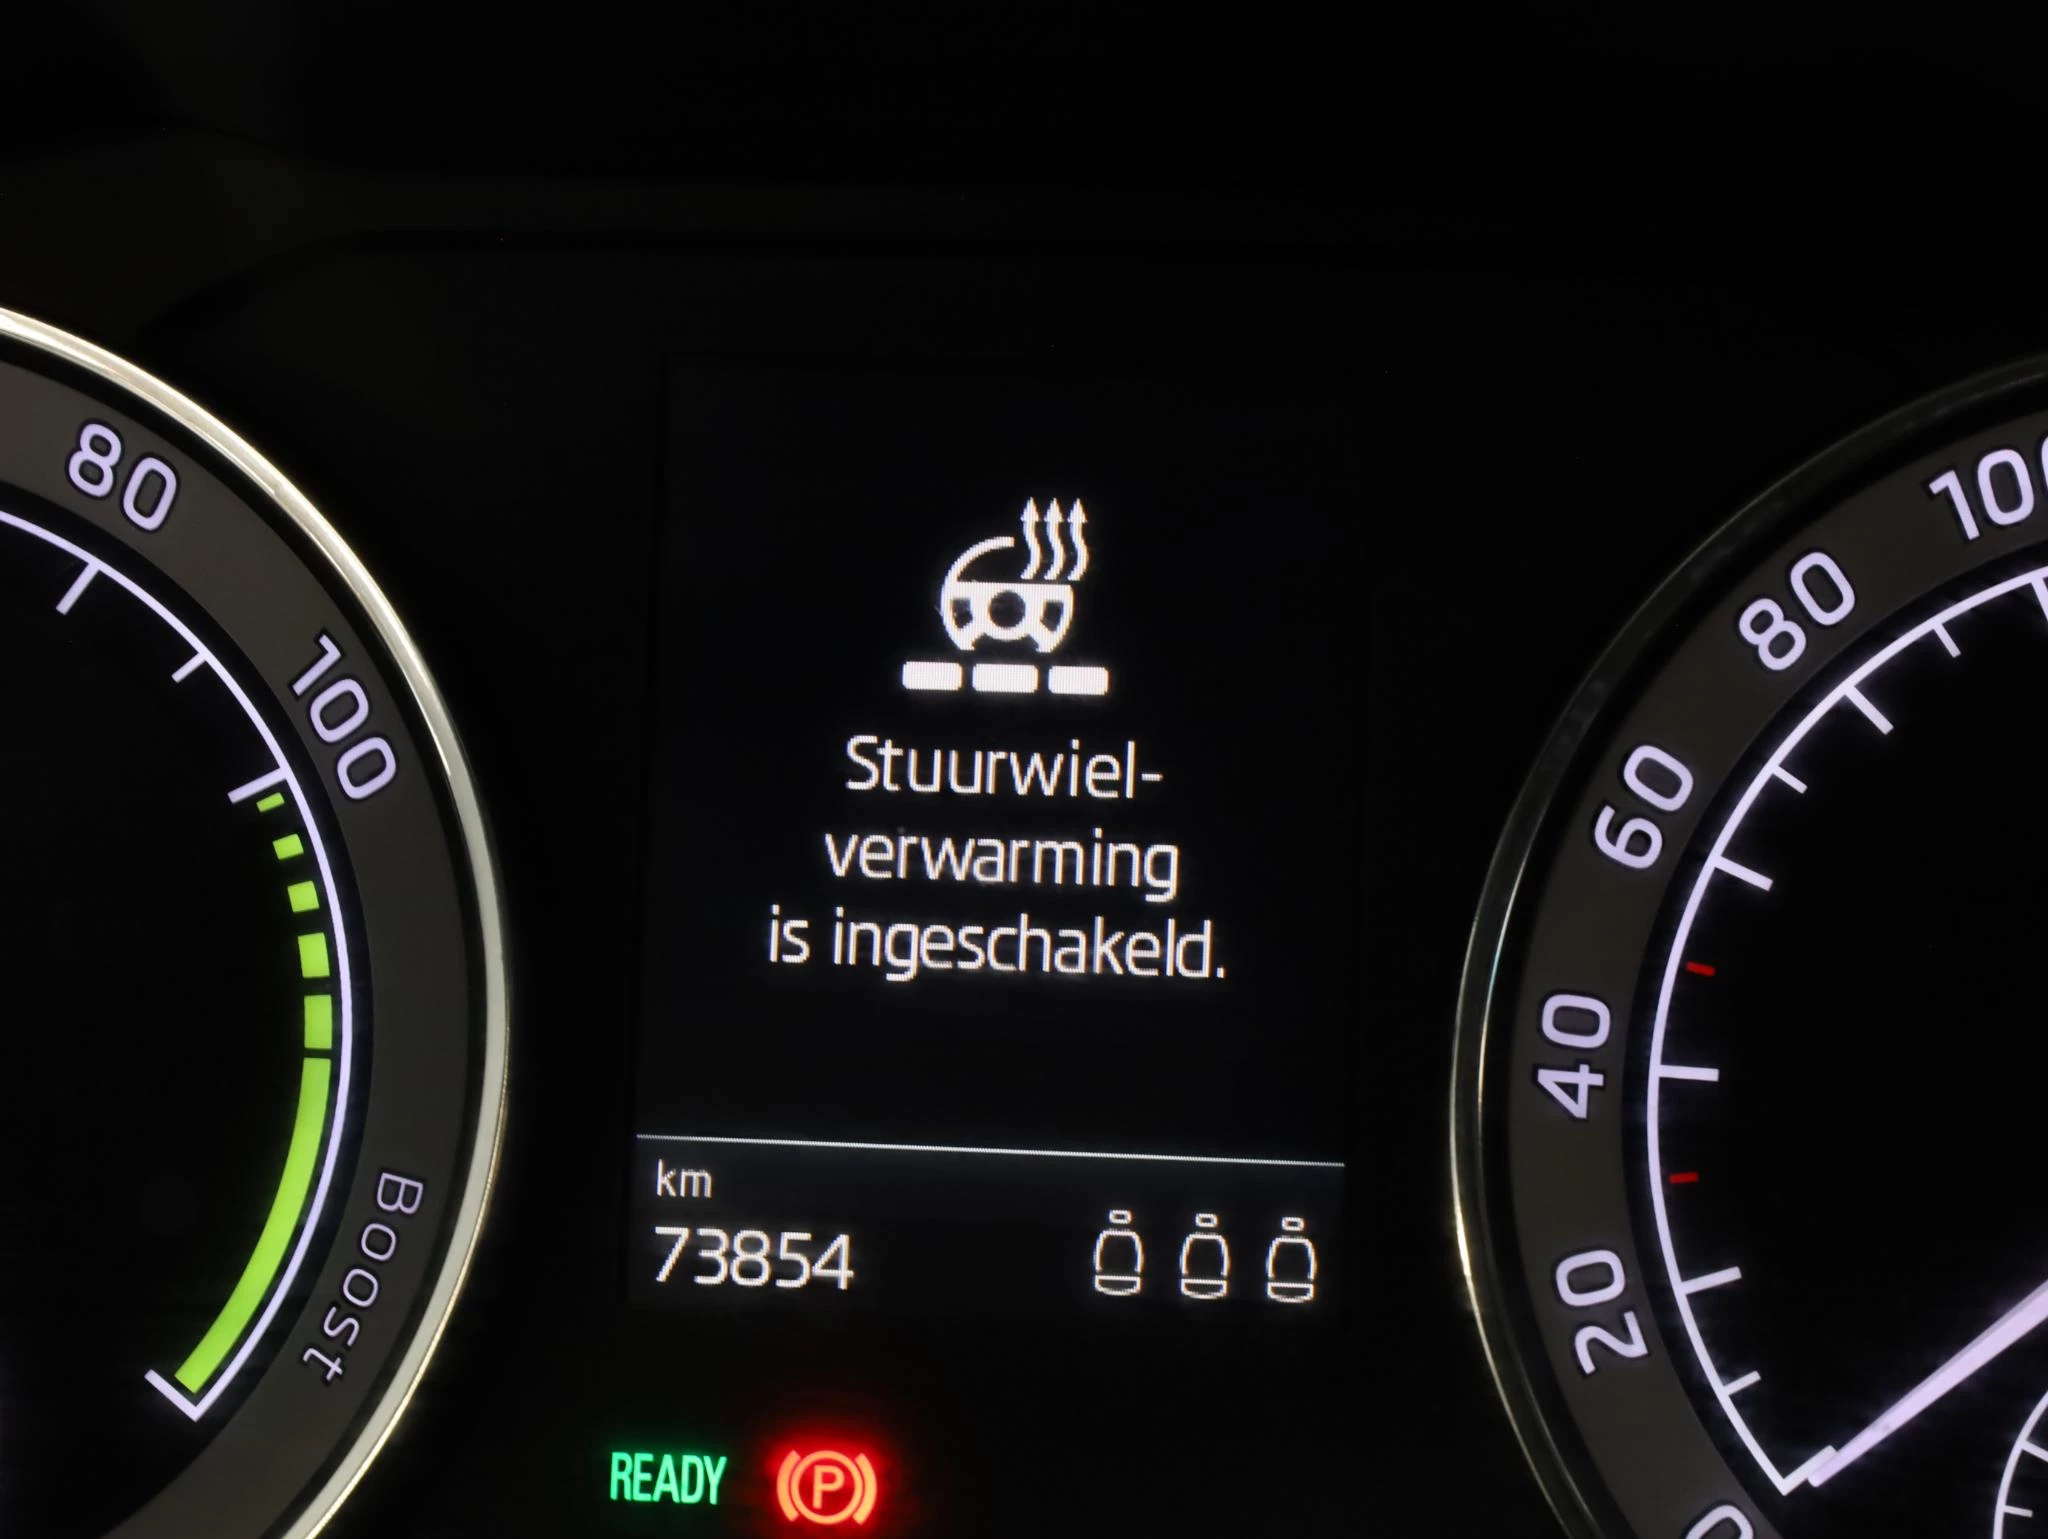 80
100
Boost
Stuurwiel-
verwarming
is ingeschakeld.
km
73854
READY
P
100
80
60
40
20